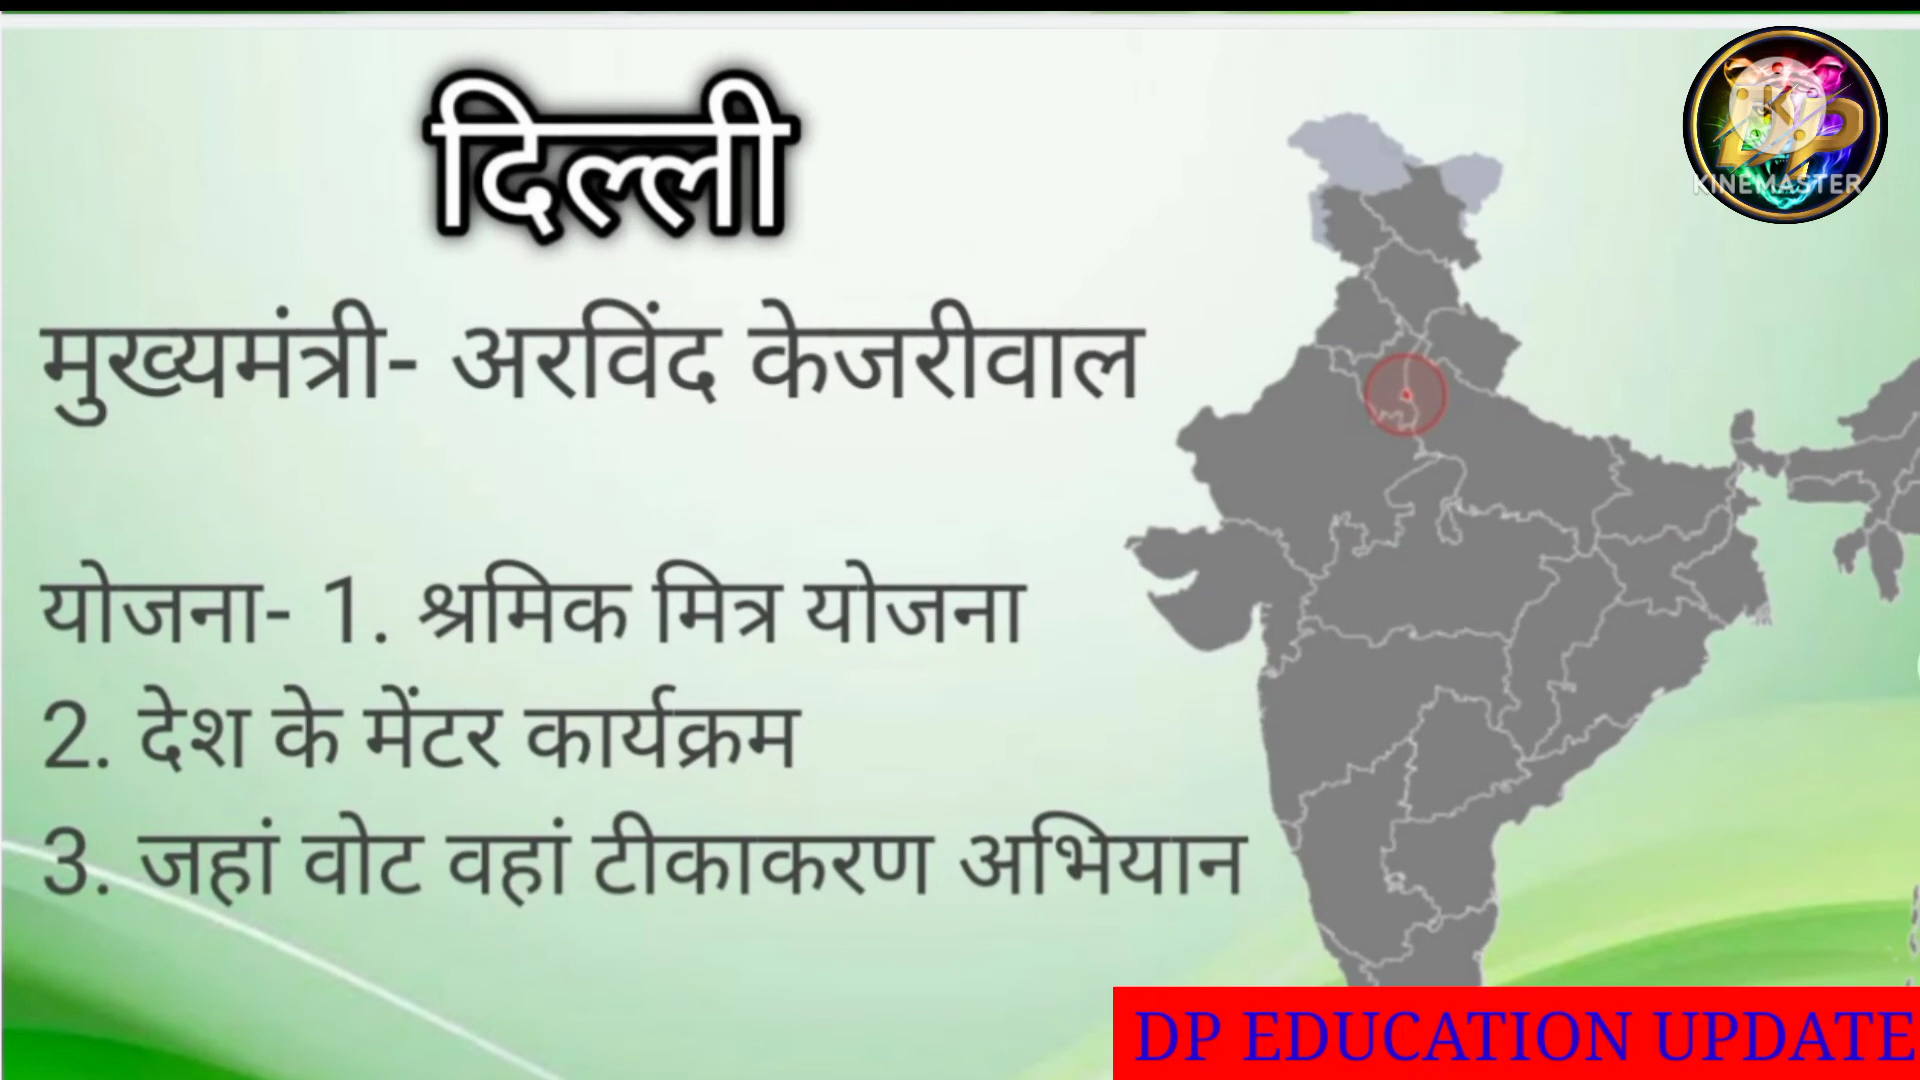 दिल्ली
मुख्यमंत्री- अरविंद केजरीवाल
योजना- 1. श्रमिक मित्र योजना
2. देश के मेंटर कार्यक्रम
3. जहां वोट वहां टीकाकरण अभियान
DP
KINEMASTER
DP EDUCATION UPDATE